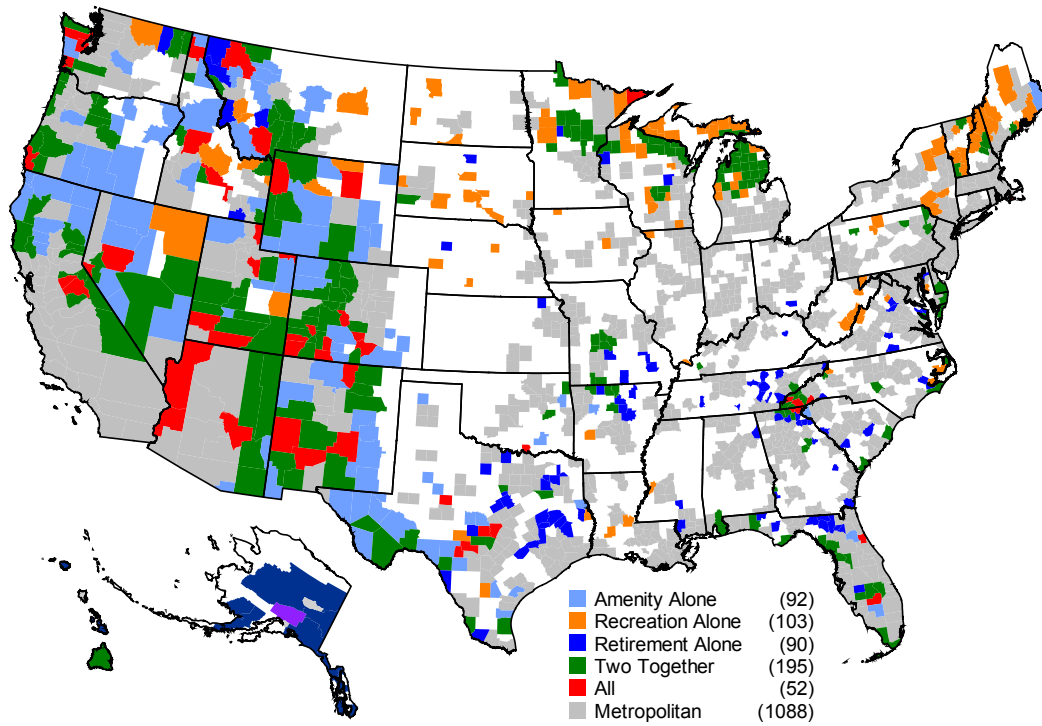 Amenity Alone (92)
Recreation Alone (103)
Retirement Alone (90)
Two Together (195)
All (52)
Metropolitan (1088)